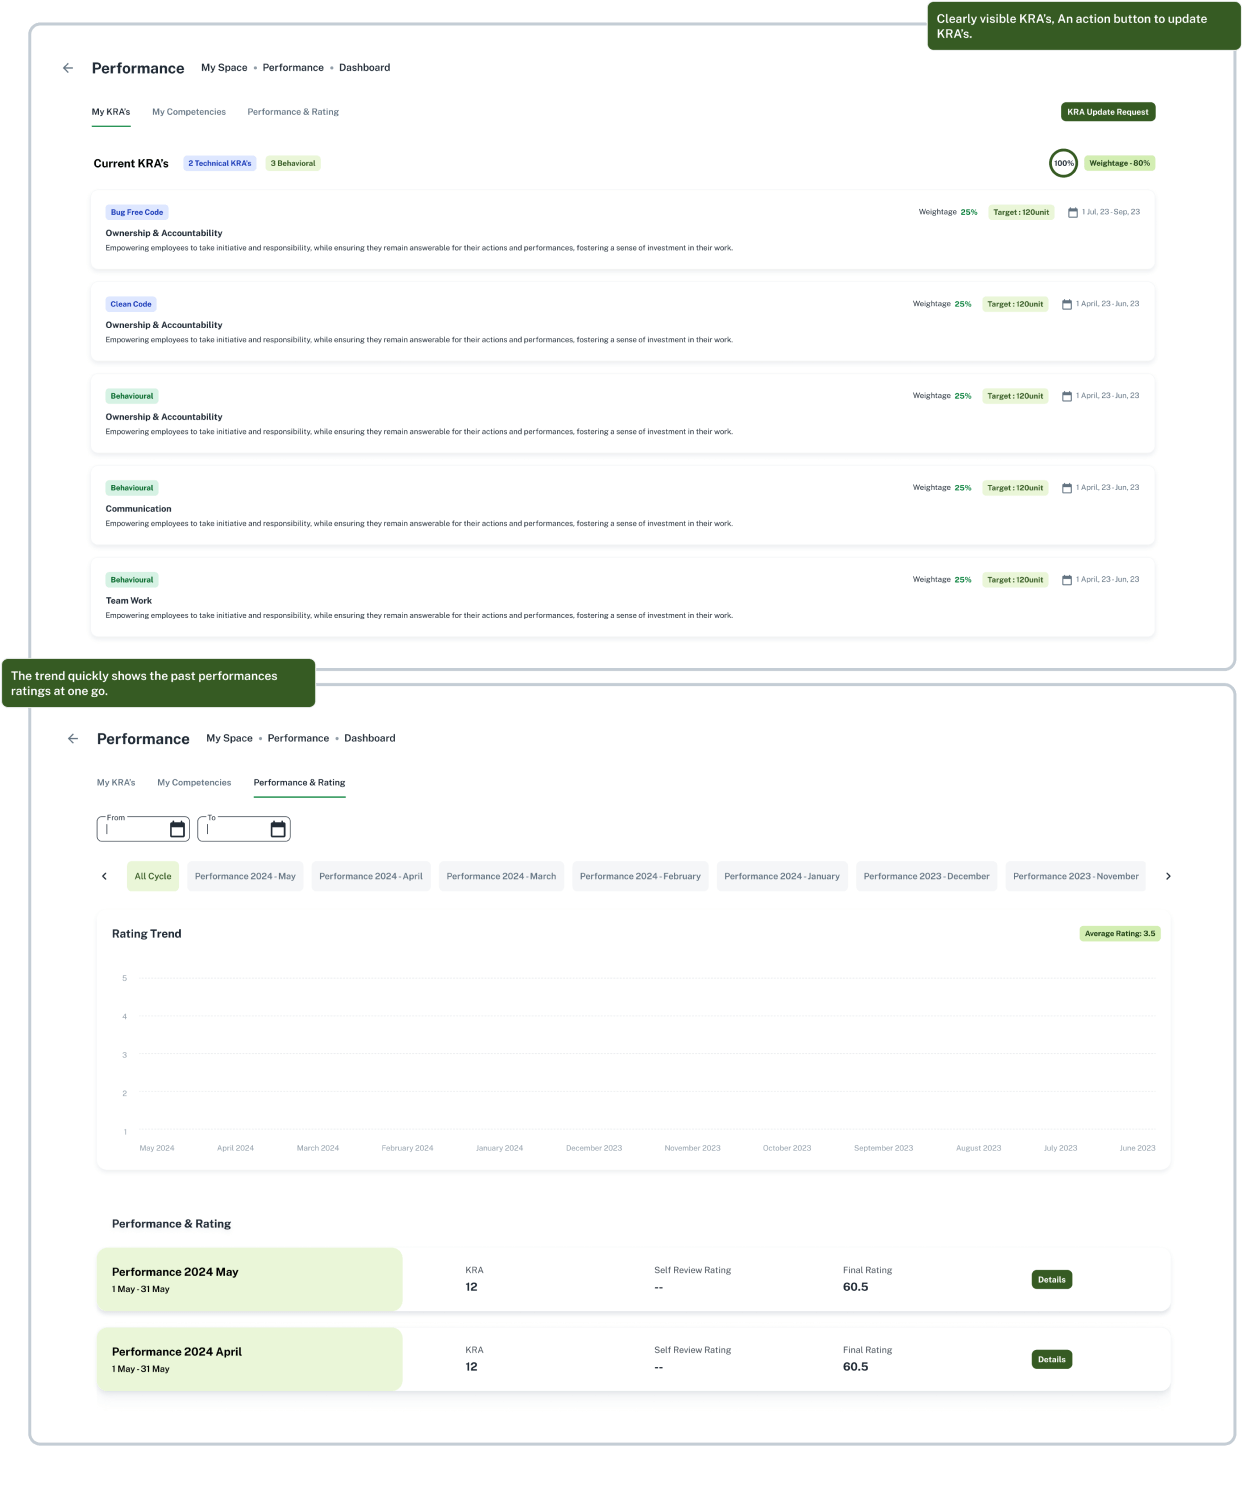 Clearly visible KRA's, An action button to update
KRA's.
Performance My Space • Performance • Dashboard
My KRA's My Competencies Performance & Rating KRA Update Request
Current KRA's 2 Technical KRA's 3 Behavioral 100% Weightage - 80%
Bug Free Code Weightage 25% Target : 120unit 1 Jul, 23 - Sep, 23
Ownership & Accountability
Empowering employees to take initiative and responsibility, while ensuring they remain answerable for their actions and performances, fostering a sense of investment in their work.
Clean Code Weightage 25% Target : 120unit 1 April, 23 - Jun, 23
Ownership & Accountability
Empowering employees to take initiative and responsibility, while ensuring they remain answerable for their actions and performances, fostering a sense of investment in their work.
Behavioural Weightage 25% Target : 120unit 1 April, 23 - Jun, 23
Ownership & Accountability
Empowering employees to take initiative and responsibility, while ensuring they remain answerable for their actions and performances, fostering a sense of investment in their work.
Behavioural Weightage 25% Target : 120unit 1 April, 23 - Jun, 23
Communication
Empowering employees to take initiative and responsibility, while ensuring they remain answerable for their actions and performances, fostering a sense of investment in their work.
Behavioural Weightage 25% Target : 120unit 1 April, 23 - Jun, 23
Team Work
Empowering employees to take initiative and responsibility, while ensuring they remain answerable for their actions and performances, fostering a sense of investment in their work.
The trend quickly shows the past performances
ratings at one go.
Performance My Space • Performance • Dashboard
My KRA's My Competencies Performance & Rating
From To
All Cycle Performance 2024 - May Performance 2024 - April Performance 2024 - March Performance 2024 - February Performance 2024 - January Performance 2023 - December Performance 2023 - November
Rating Trend Average Rating: 3.5
5
4
3
2
1
May 2024 April 2024 March 2024 February 2024 January 2024 December 2023 November 2023 October 2023 September 2023 August 2023 July 2023 June 2023
Performance & Rating
Performance 2024 May KRA Self Review Rating Final Rating Details
1 May - 31 May 12 -- 60.5
Performance 2024 April KRA Self Review Rating Final Rating Details
1 May - 31 May 12 -- 60.5